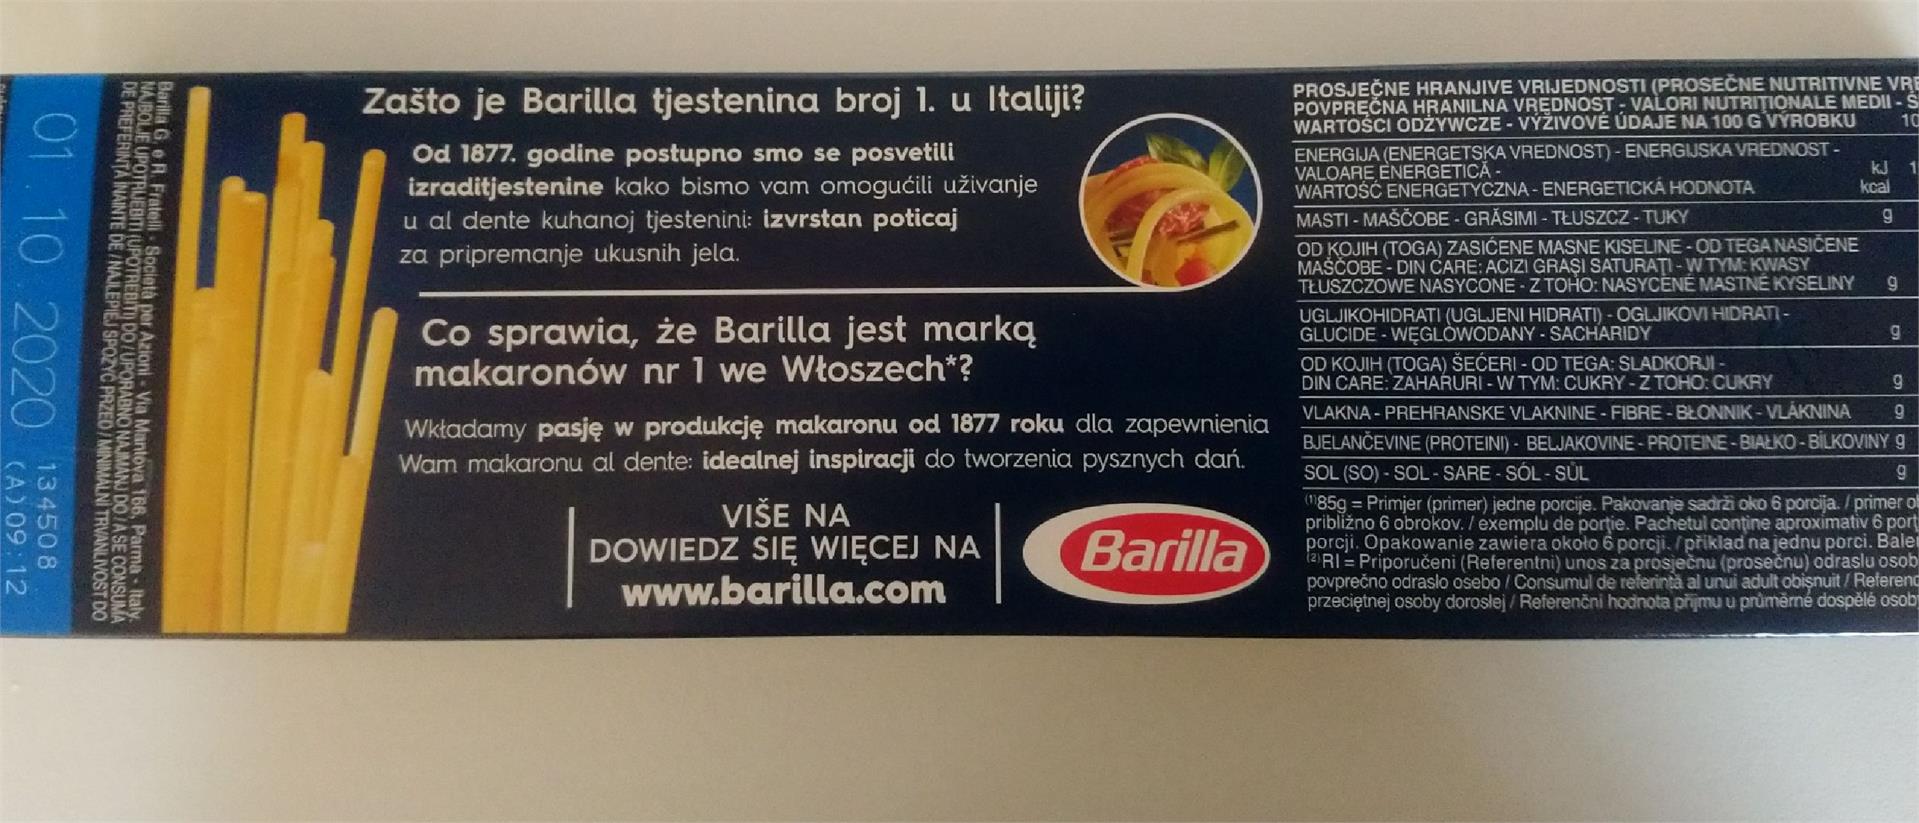 Zašto je Barilla tjestenina broj 1. u Italiji?
Od 1877. godine postupno smo se posvetili
izraditjestenine kako bismo vam omogućili uživanje
u al dente kuhanoj tjestenini: izvrstan poticaj
za pripremanje ukusnih jela.
Co sprawia, że Barilla jest marką
makaronów nr 1 we Włoszech*?
Wkładamy pasję w produkcję makaronu od 1877 roku dla zapewnienia
Wam makaronu al dente: idealnej inspiracji do tworzenia pysznych dań.
VIŠE NA
DOWIEDZ SIĘ WIĘCEJ NA
www.barilla.com
Barilla
PROSJEČNE HRANJIVE VRIJEDNOSTI (PROSEČNE NUTRITIVNE VRE
POVPREČNA HRANILNA VREDNOST - VALORI NUTRIȚIONALE MEDII - Š
WARTOŚCI ODŻYWCZE - VÝŽIVOVÉ ÚDAJE NA 100 G VÝROBKU 10
ENERGIJA (ENERGETSKA VREDNOST) - ENERGIJSKA VREDNOST -
VALOARE ENERGETICĂ - kJ 1
WARTOŚĆ ENERGETYCZNA - ENERGETICKÁ HODNOTA kcal
MASTI - MAŠČOBE - GRĂSIMI - TŁUSZCZ - TUKY g
OD KOJIH (TOGA) ZASIĆENE MASNE KISELINE - OD TEGA NASIČENE
MAŠČOBE - DIN CARE: ACIZI GRAȘI SATURAȚI - W TYM: KWASY
TŁUSZCZOWE NASYCONE - Z TOHO: NASYCENÉ MASTNÉ KYSELINY g
UGLJIKOHIDRATI (UGLJENI HIDRATI) - OGLJIKOVI HIDRATI -
GLUCIDE - WĘGLOWODANY - SACHARIDY g
OD KOJIH (TOGA) ŠEĆERI - OD TEGA: SLADKORJI -
DIN CARE: ZAHARURI - W TYM: CUKRY - Z TOHO: CUKRY g
VLAKNA - PREHRANSKE VLAKNINE - FIBRE - BŁONNIK - VLÁKNINA g
BJELANČEVINE (PROTEINI) - BELJAKOVINE - PROTEINE - BIAŁKO - BÍLKOVINY g
SOL (SO) - SOL - SARE - SÓL - SŮL g
(1)85g = Primjer (primer) jedne porcije. Pakovanje sadrži oko 6 porcija. / primer ob
približno 6 obrokov. / exemplu de porție. Pachetul conține aproximativ 6 porț
porcji. Opakowanie zawiera około 6 porcji. / příklad na jednu porci. Balen
(2)RI = Priporučeni (Referentni) unos za prosječnu (prosečnu) odraslu osob
povprečno odraslo osebo / Consumul de referință al unui adult obișnuit / Referenc
przeciętnej osoby dorosłej / Referenční hodnota příjmu u průměrné dospělé osoby
Barilla G. e R. Fratelli - Società per Azioni - Via Mantova 166, Parma - Italy.
NAJBOLJE UPOTRIJEBITI (UPOTREBITI) DO / UPORABNO NAJMANJ DO / A SE CONSUMA
DE PREFERINȚĂ ÎNAINTE DE / NAJLEPIEJ SPOŻYĆ PRZED / MINIMÁLNÍ TRVANLIVOST DO
01.10.2020
134508
(A)09:12